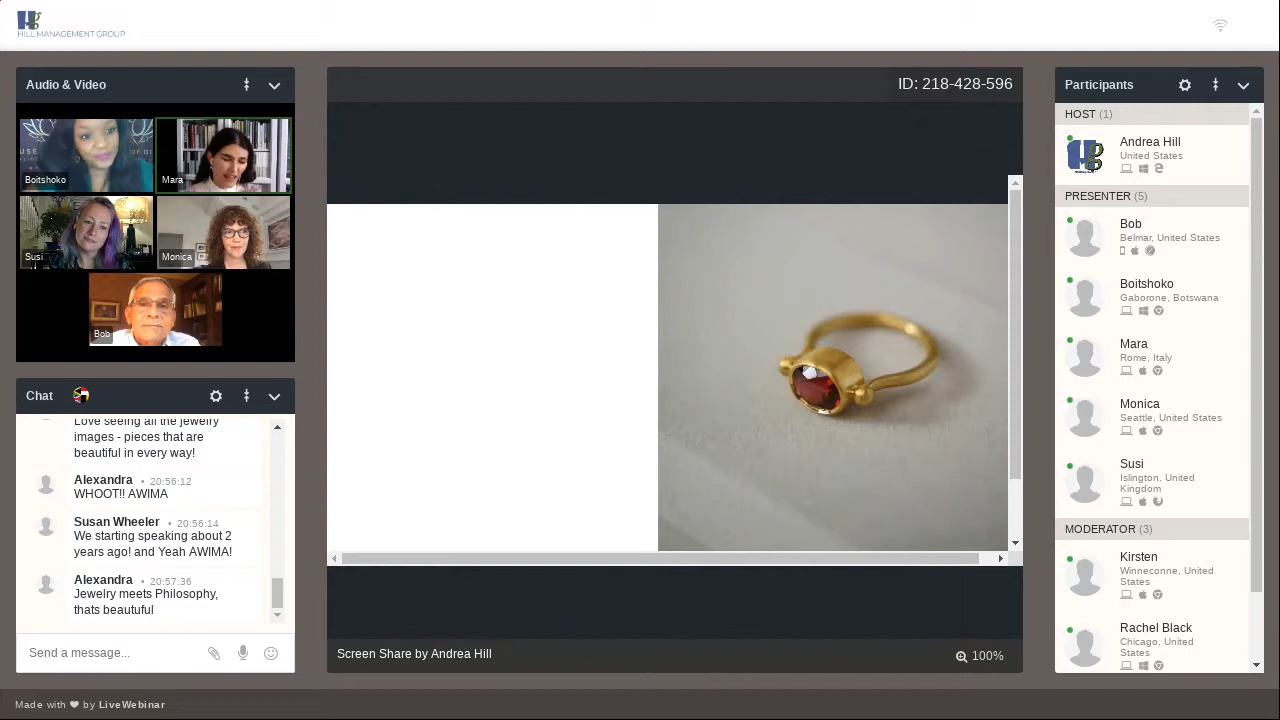 Hg
HILL MANAGEMENT GROUP
Audio & Video
Boitshoko
Mara
Susi
Monica
Bob
Chat
Love seeing all the jewelry
images - pieces that are
beautiful in every way!
Alexandra • 20:56:12
WHOOT!! AWIMA
Susan Wheeler • 20:56:14
We starting speaking about 2
years ago! and Yeah AWIMA!
Alexandra • 20:57:36
Jewelry meets Philosophy,
thats beautuful
Send a message...
ID: 218-428-596
Screen Share by Andrea Hill
100%
Participants
HOST (1)
Andrea Hill
United States
PRESENTER (5)
Bob
Belmar, United States
Boitshoko
Gaborone, Botswana
Mara
Rome, Italy
Monica
Seattle, United States
Susi
Islington, United
Kingdom
MODERATOR (3)
Kirsten
Winneconne, United
States
Rachel Black
Chicago, United
States
Made with ❤ by LiveWebinar